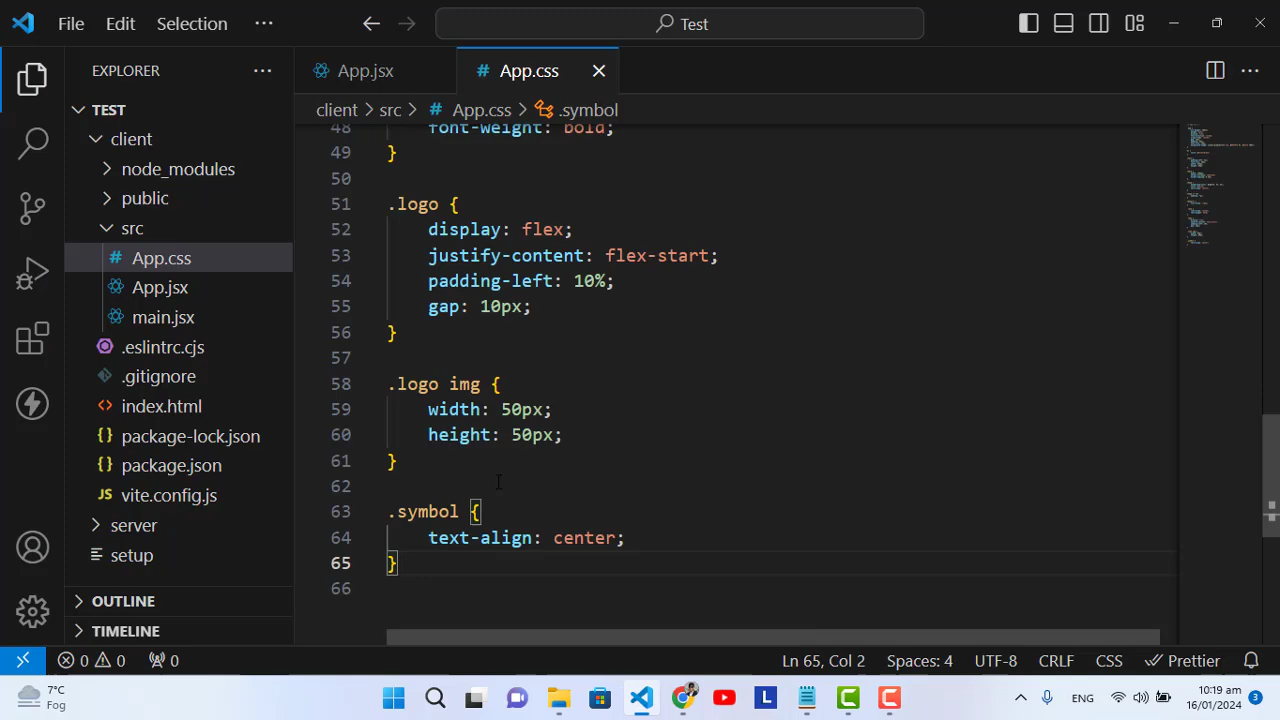 File Edit Selection ··· Test
EXPLORER ···
App.jsx
App.css
TEST
client > src > # App.css > .symbol
client
node_modules
public
src
# App.css
App.jsx
main.jsx
.eslintrc.cjs
.gitignore
<> index.html
{} package-lock.json
{} package.json
JS vite.config.js
server
setup
OUTLINE
TIMELINE
48 font-weight: bold;
49 }
50
51 .logo {
52 display: flex;
53 justify-content: flex-start;
54 padding-left: 10%;
55 gap: 10px;
56 }
57
58 .logo img {
59 width: 50px;
60 height: 50px;
61 }
62
63 .symbol {
64 text-align: center;
65 }
66
0 0 0 Ln 65, Col 2 Spaces: 4 UTF-8 CRLF CSS Prettier
7°C
Fog
L C C
ENG
10:19 am
16/01/2024
3